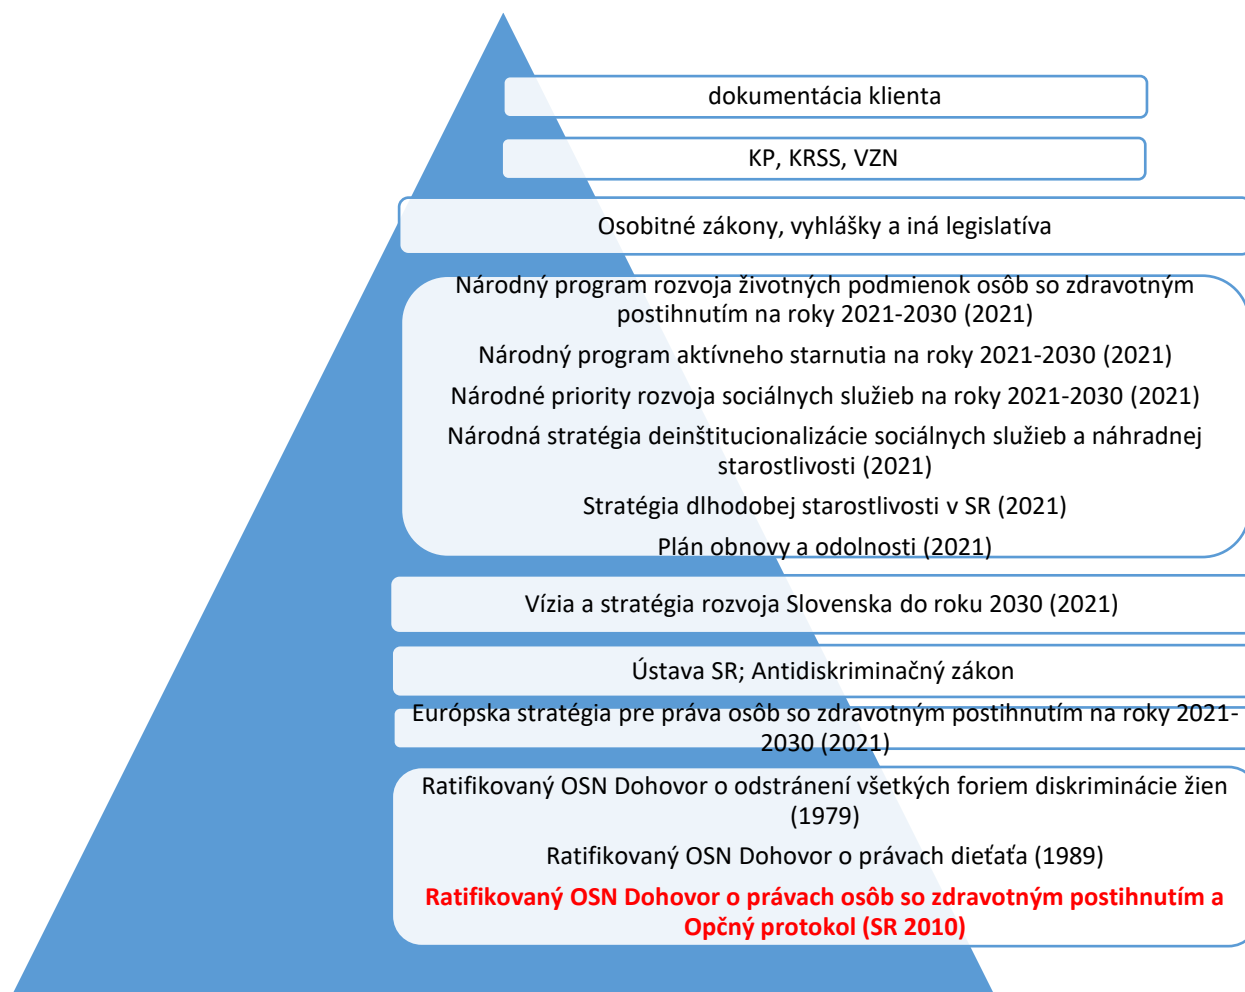 dokumentácia klienta
KP, KRSS, VZN
Osobitné zákony, vyhlášky a iná legislatíva
Národný program rozvoja životných podmienok osôb so zdravotným
postihnutím na roky 2021-2030 (2021)
Národný program aktívneho starnutia na roky 2021-2030 (2021)
Národné priority rozvoja sociálnych služieb na roky 2021-2030 (2021)
Národná stratégia deinštitucionalizácie sociálnych služieb a náhradnej
starostlivosti (2021)
Stratégia dlhodobej starostlivosti v SR (2021)
Plán obnovy a odolnosti (2021)
Vízia a stratégia rozvoja Slovenska do roku 2030 (2021)
Ústava SR; Antidiskriminačný zákon
Európska stratégia pre práva osôb so zdravotným postihnutím na roky 2021-
2030 (2021)
Ratifikovaný OSN Dohovor o odstránení všetkých foriem diskriminácie žien
(1979)
Ratifikovaný OSN Dohovor o právach dieťaťa (1989)
Ratifikovaný OSN Dohovor o právach osôb so zdravotným postihnutím a
Opčný protokol (SR 2010)